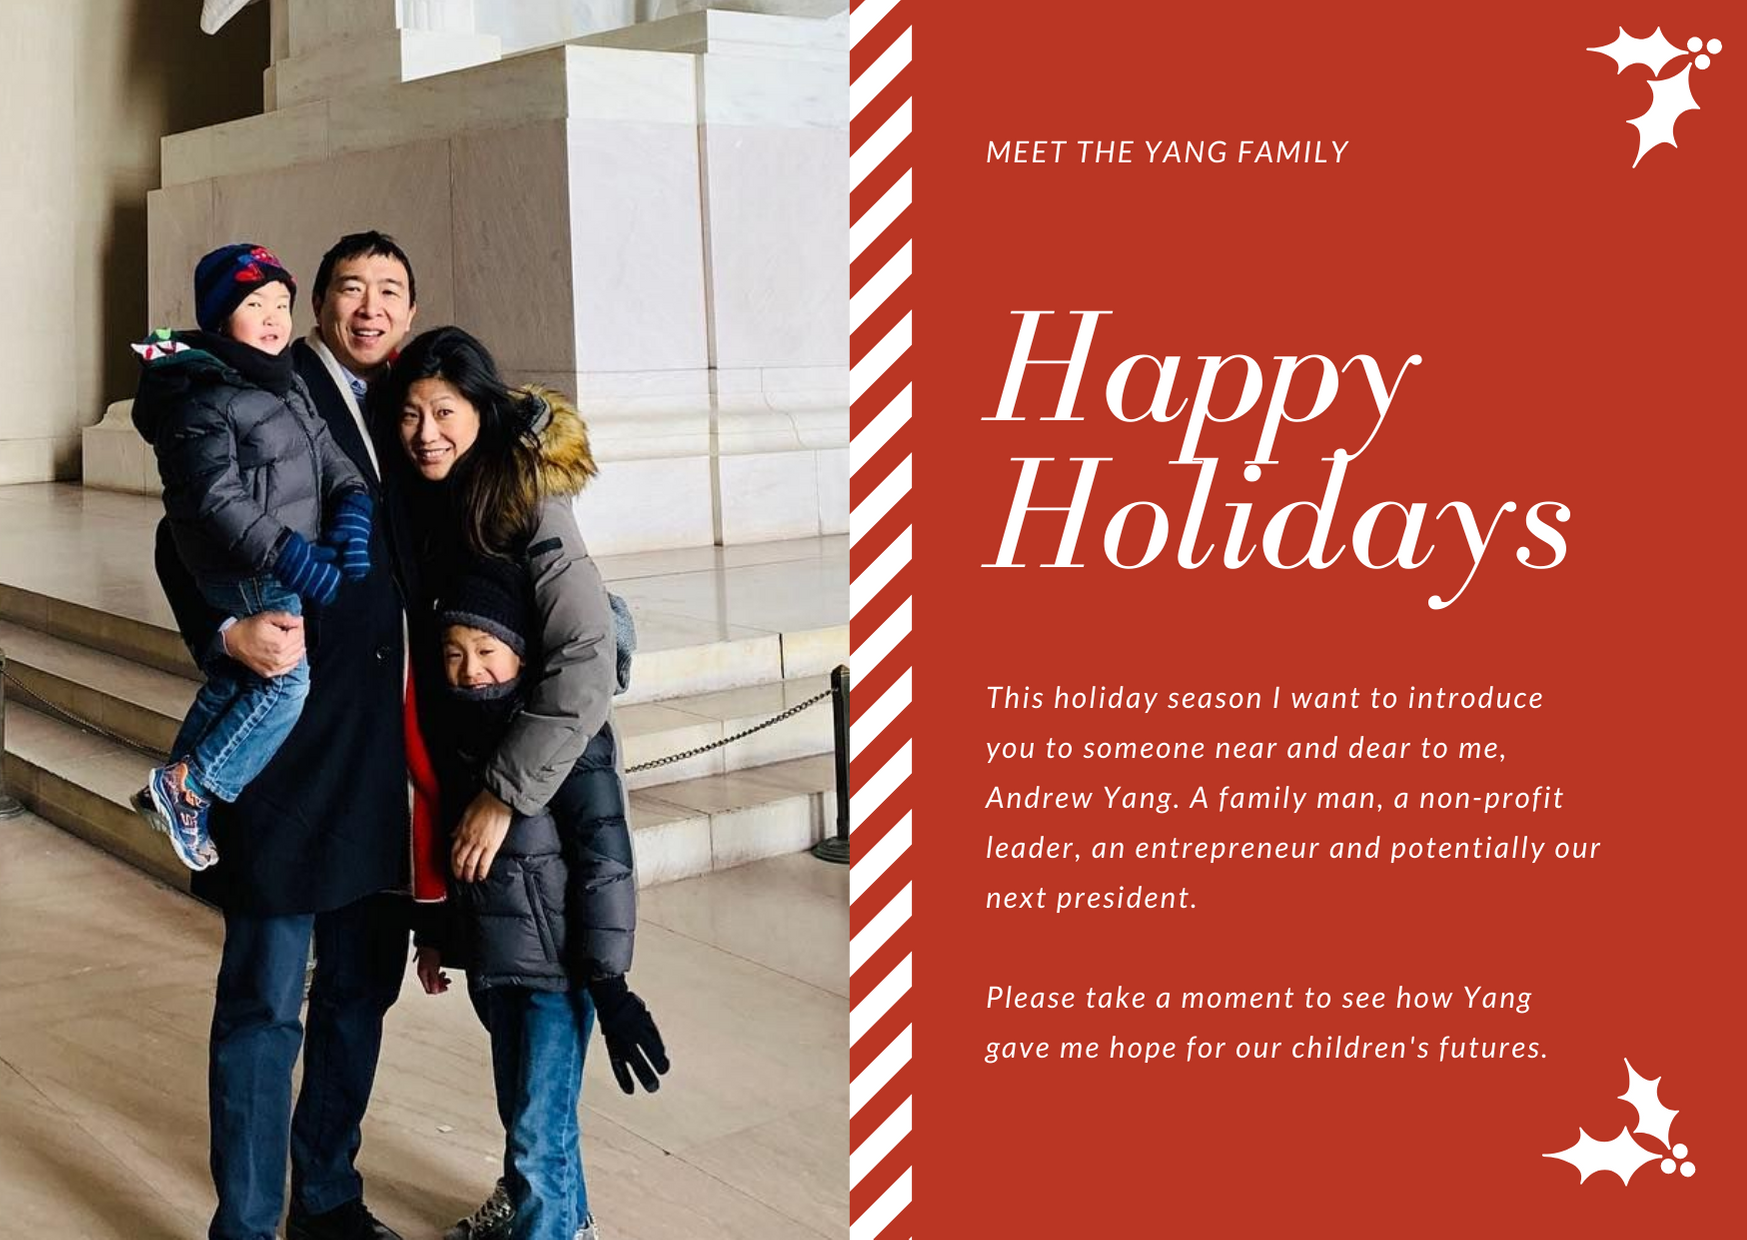 MEET THE YANG FAMILY
Happy
Holidays
This holiday season I want to introduce
you to someone near and dear to me,
Andrew Yang. A family man, a non-profit
leader, an entrepreneur and potentially our
next president.
Please take a moment to see how Yang
gave me hope for our children's futures.